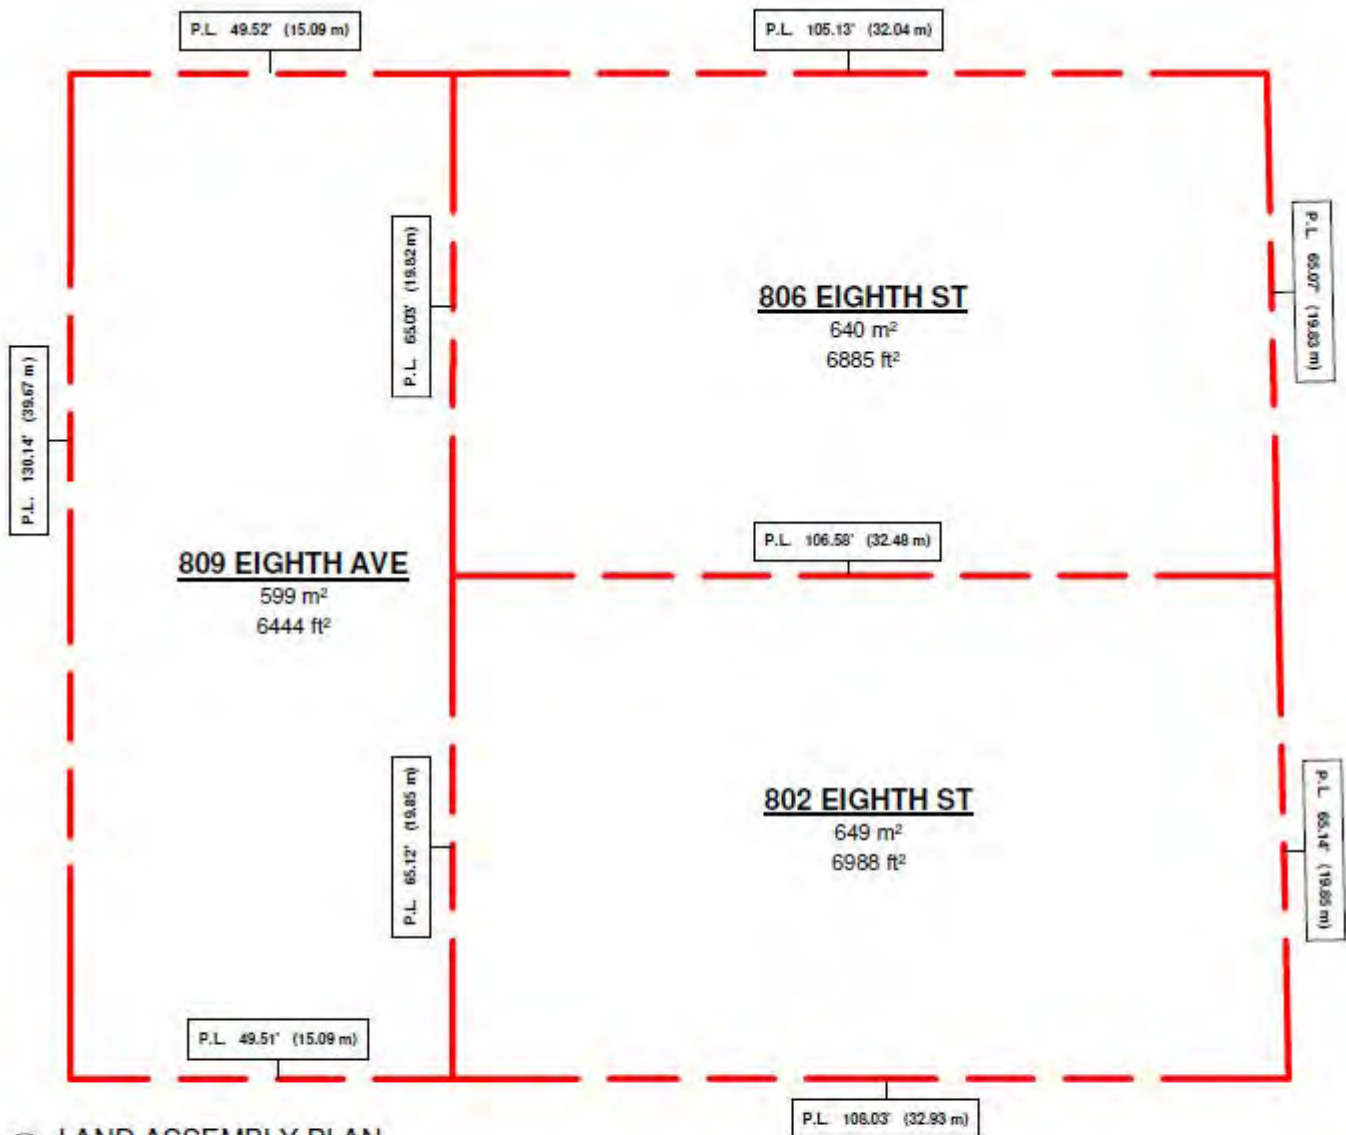 P.L. 49.52' (15.09 m)
P.L. 105.13' (32.04 m)
P.L. 65.03' (19.82 m)
P.L. 65.07' (19.83 m)
806 EIGHTH ST
640 m²
6885 ft²
P.L. 130.14' (39.67 m)
P.L. 106.58' (32.48 m)
809 EIGHTH AVE
599 m²
6444 ft²
P.L. 65.12' (19.85 m)
P.L. 65.14' (19.85 m)
802 EIGHTH ST
649 m²
6988 ft²
P.L. 49.51' (15.09 m)
P.L. 108.03' (32.93 m)
LAND ASSEMBLY PLAN